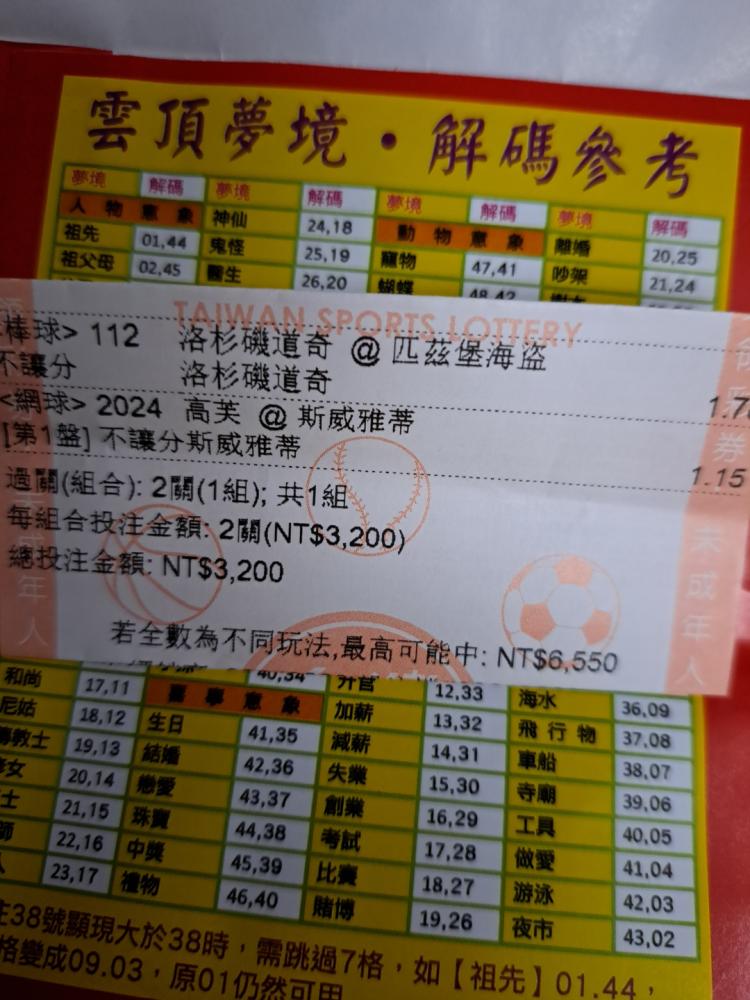 雲頂夢境・解碼參考
夢境 解碼 夢境 解碼 夢境 解碼 夢境 解碼
人物意象 神仙 24,18 動物意象 離婚 20,25
祖先 01,44 鬼怪 25,19 寵物 47,41 吵架 21,24
祖父母 02,45 醫生 26,20 蝴蝶 48,42
TAIWAN SPORTS LOTTERY
棒球> 112 洛杉磯道奇 @ 匹茲堡海盜
不讓分 洛杉磯道奇
<網球> 2024 高芙 @ 斯威雅蒂
[第1盤] 不讓分斯威雅蒂
1.15
過關(組合): 2關(1組); 共1組
每組合投注金額: 2關(NT$3,200)
總投注金額: NT$3,200
若全數為不同玩法,最高可能中: NT$6,550
券
未成年人
年人
和尚 17,11 喜事意象 升官 12,33 海水 36,09
尼姑 18,12 生日 41,35 加薪 13,32 飛行物 37,08
教士 19,13 結婚 42,36 減薪 14,31 車船 38,07
女 20,14 戀愛 43,37 失業 15,30 寺廟 39,06
士 21,15 珠寶 44,38 創業 16,29 工具 40,05
師 22,16 中獎 45,39 考試 17,28 做愛 41,04
人 23,17 禮物 46,40 比賽 18,27 游泳 42,03
賭博 19,26 夜市 43,02
38號顯現大於38時，需跳過7格，如【祖先】01.44，
格變成09.03，原01仍然可用